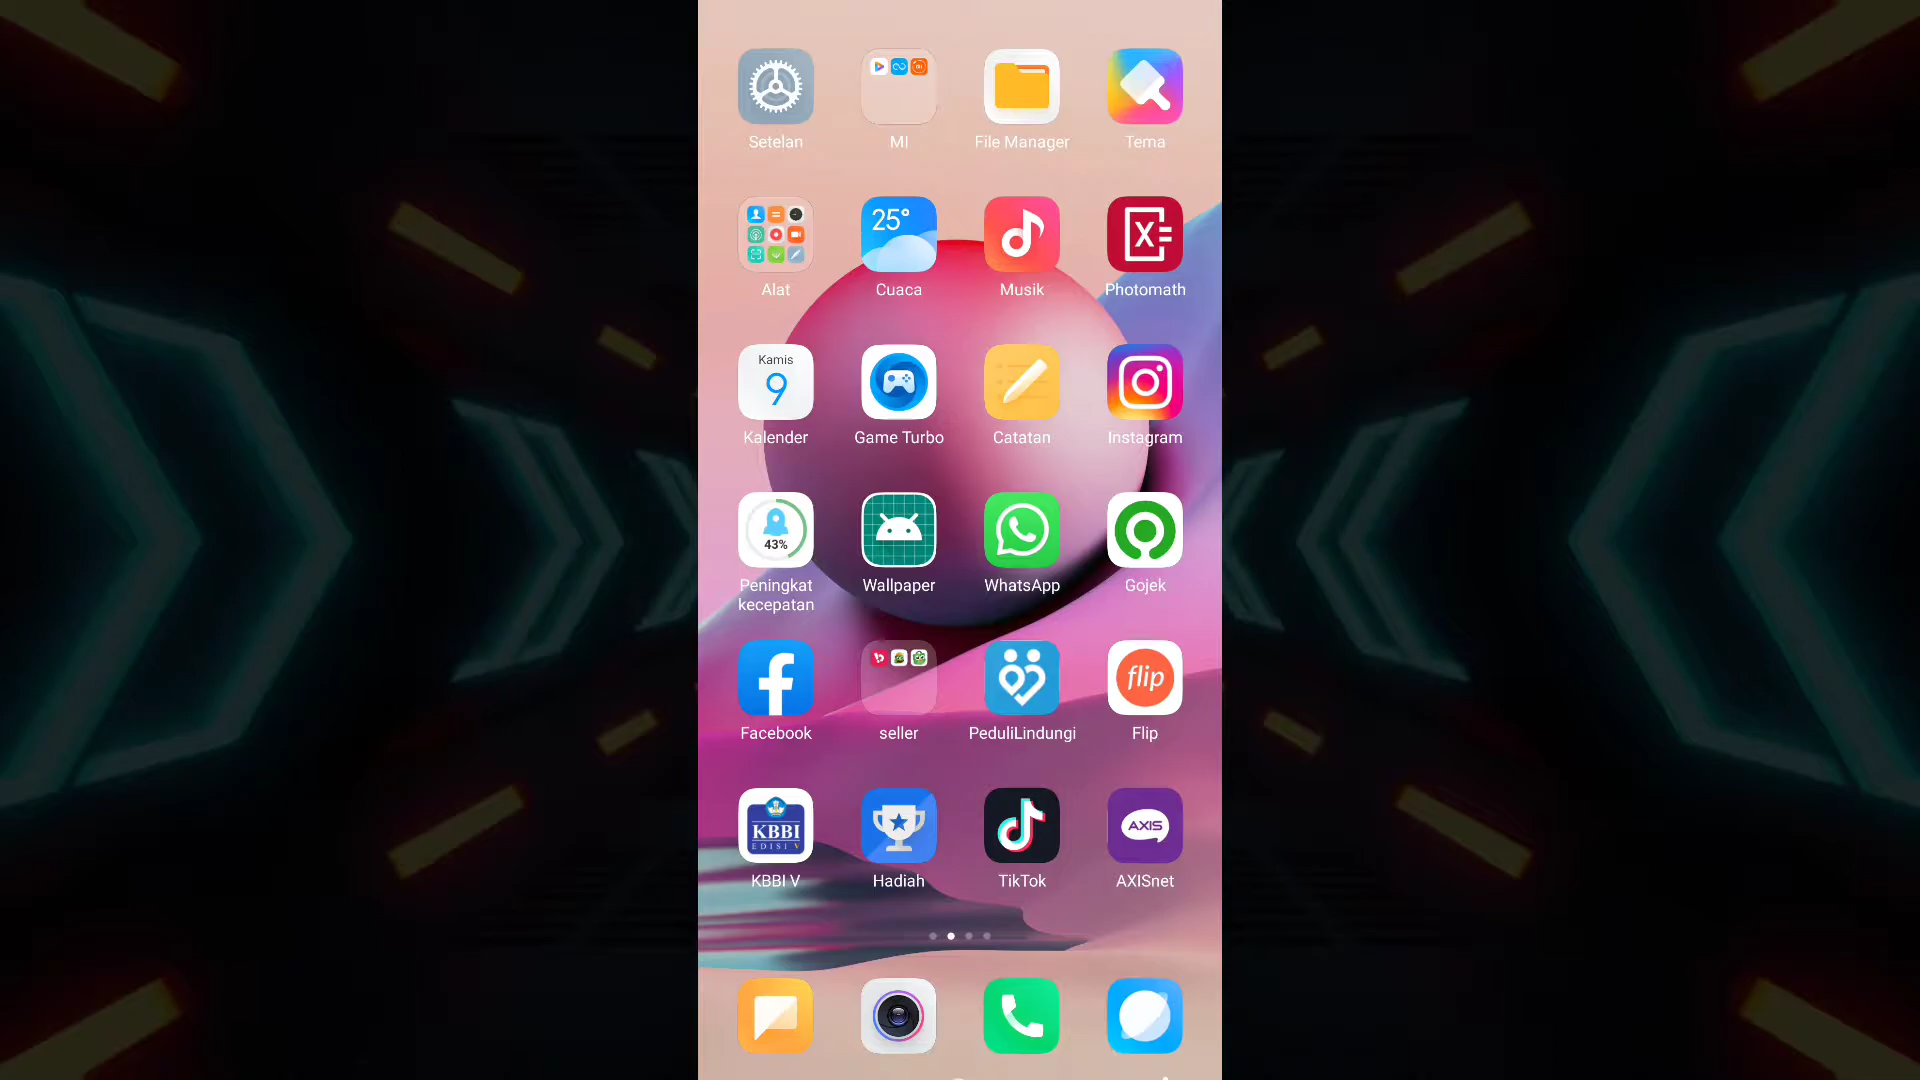 Setelan
MI
File Manager
Tema
25°
Alat
Cuaca
Musik
Photomath
Kamis
9
Kalender
Game Turbo
Catatan
Instagram
43%
Peningkat
kecepatan
Wallpaper
WhatsApp
Gojek
flip
Facebook
seller
PeduliLindungi
Flip
KBBI
EDISI V
AXIS
KBBI V
Hadiah
TikTok
AXISnet